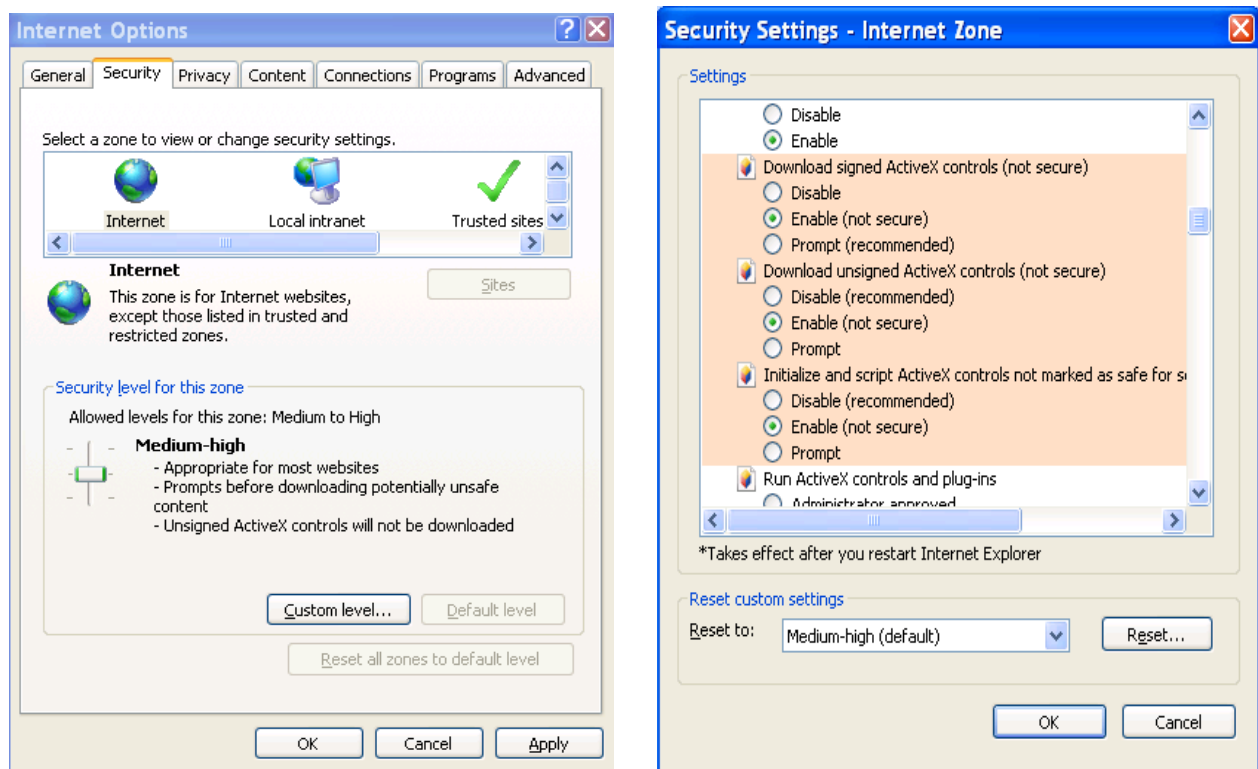 Internet Options
General Security Privacy Content Connections Programs Advanced
Select a zone to view or change security settings.
Internet Local intranet Trusted sites
Internet
Sites
This zone is for Internet websites,
except those listed in trusted and
restricted zones.
Security level for this zone
Allowed levels for this zone: Medium to High
Medium-high
- Appropriate for most websites
- Prompts before downloading potentially unsafe
content
- Unsigned ActiveX controls will not be downloaded
Custom level... Default level
Reset all zones to default level
OK Cancel Apply
Security Settings - Internet Zone
Settings
Disable
Enable
Download signed ActiveX controls (not secure)
Disable
Enable (not secure)
Prompt (recommended)
Download unsigned ActiveX controls (not secure)
Disable (recommended)
Enable (not secure)
Prompt
Initialize and script ActiveX controls not marked as safe for s
Disable (recommended)
Enable (not secure)
Prompt
Run ActiveX controls and plug-ins
Administrator approved
*Takes effect after you restart Internet Explorer
Reset custom settings
Reset to: Medium-high (default) Reset...
OK Cancel